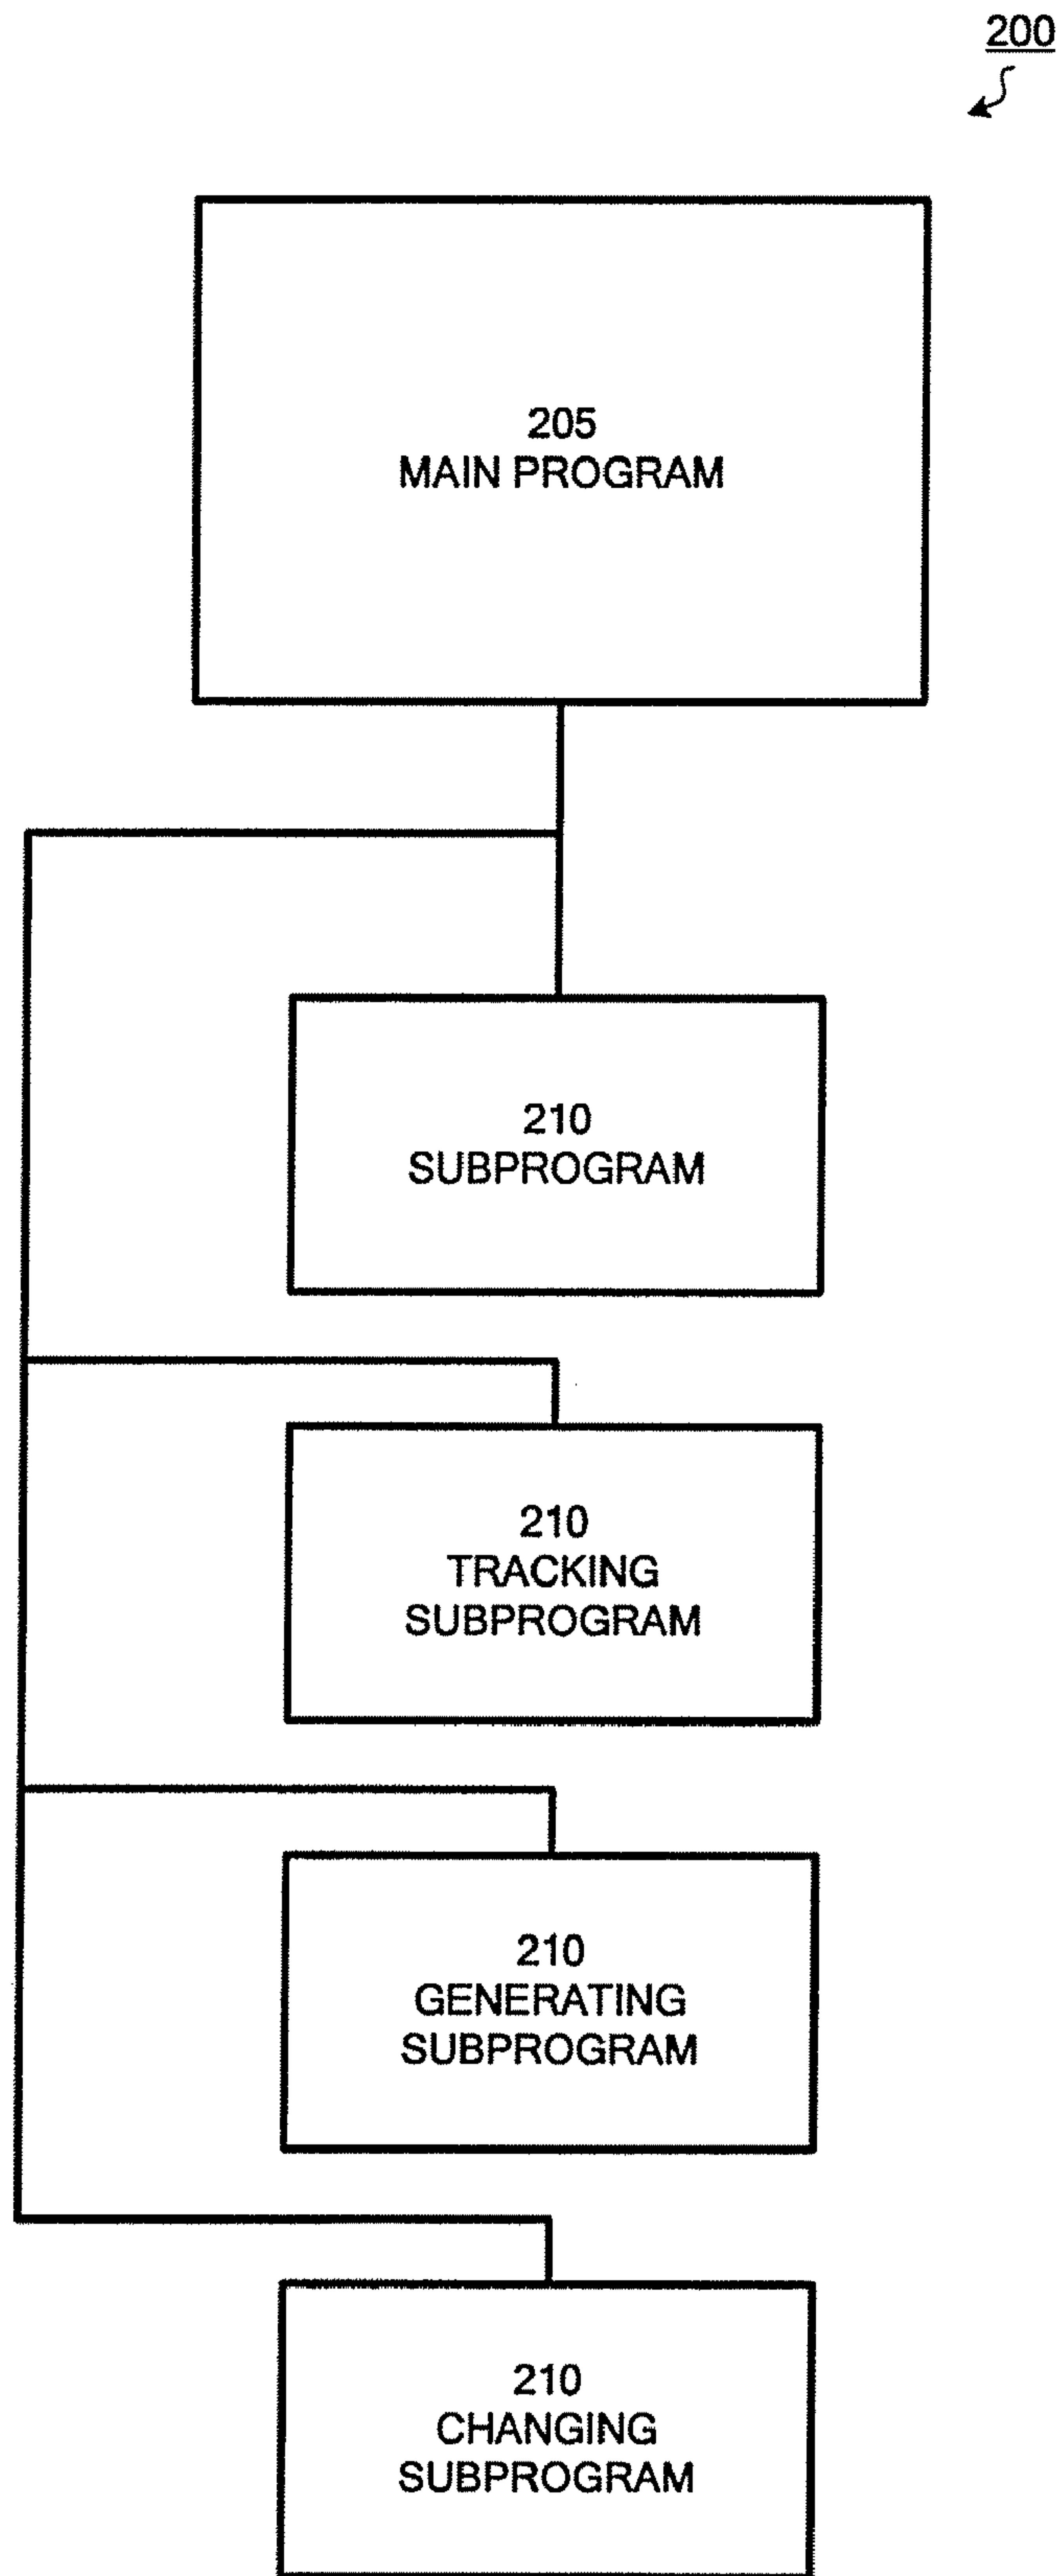 200
205
MAIN PROGRAM
210
SUBPROGRAM
210
TRACKING
SUBPROGRAM
210
GENERATING
SUBPROGRAM
210
CHANGING
SUBPROGRAM